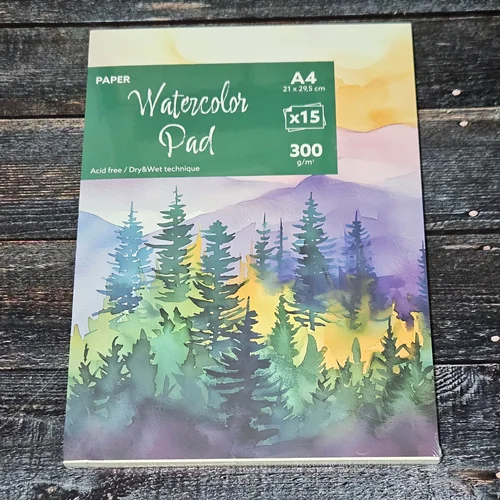 PAPER
Watercolor
Pad
Acid free / Dry&Wet technique
A4
21 x 29,5 cm
x15
300
g/m²